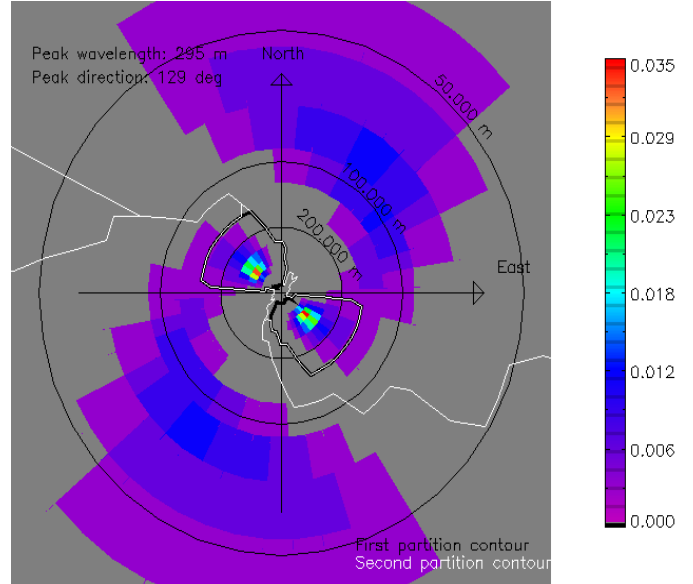 Peak wavelength: 295 m
North
Peak direction: 129 deg
50.000 m
100.000 m
200.000 m
East
First partition contour
Second partition contour
0.035
0.029
0.023
0.018
0.012
0.006
0.000